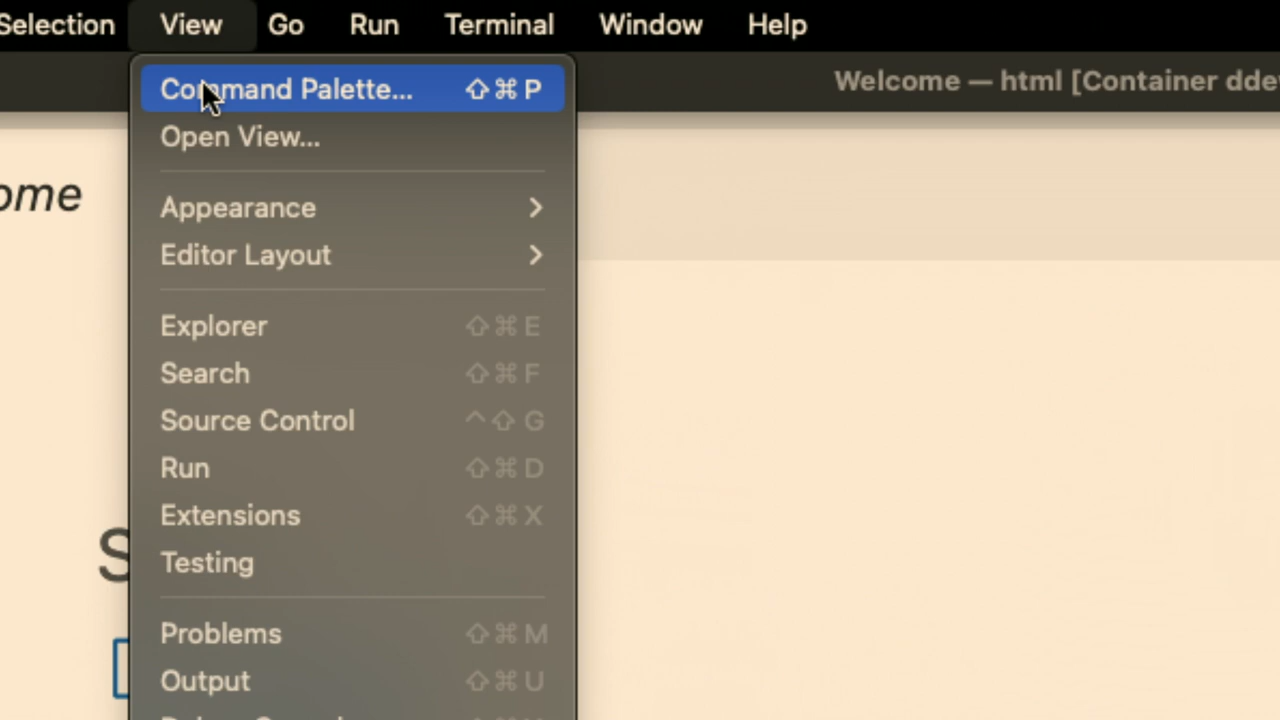 Selection View Go Run Terminal Window Help
Welcome — html [Container dde
ome
Command Palette... ⇧⌘P
Open View...
Appearance >
Editor Layout >
Explorer ⇧⌘E
Search ⇧⌘F
Source Control ^⇧G
Run ⇧⌘D
Extensions ⇧⌘X
S
Testing
Problems ⇧⌘M
Output ⇧⌘U